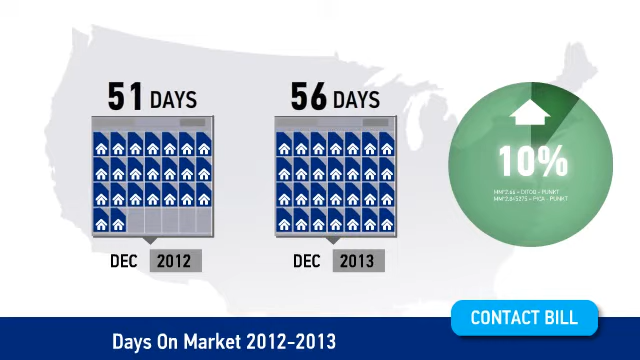 51 DAYS
56 DAYS
10%
DEC 2012
DEC 2013
CONTACT BILL
Days On Market 2012-2013